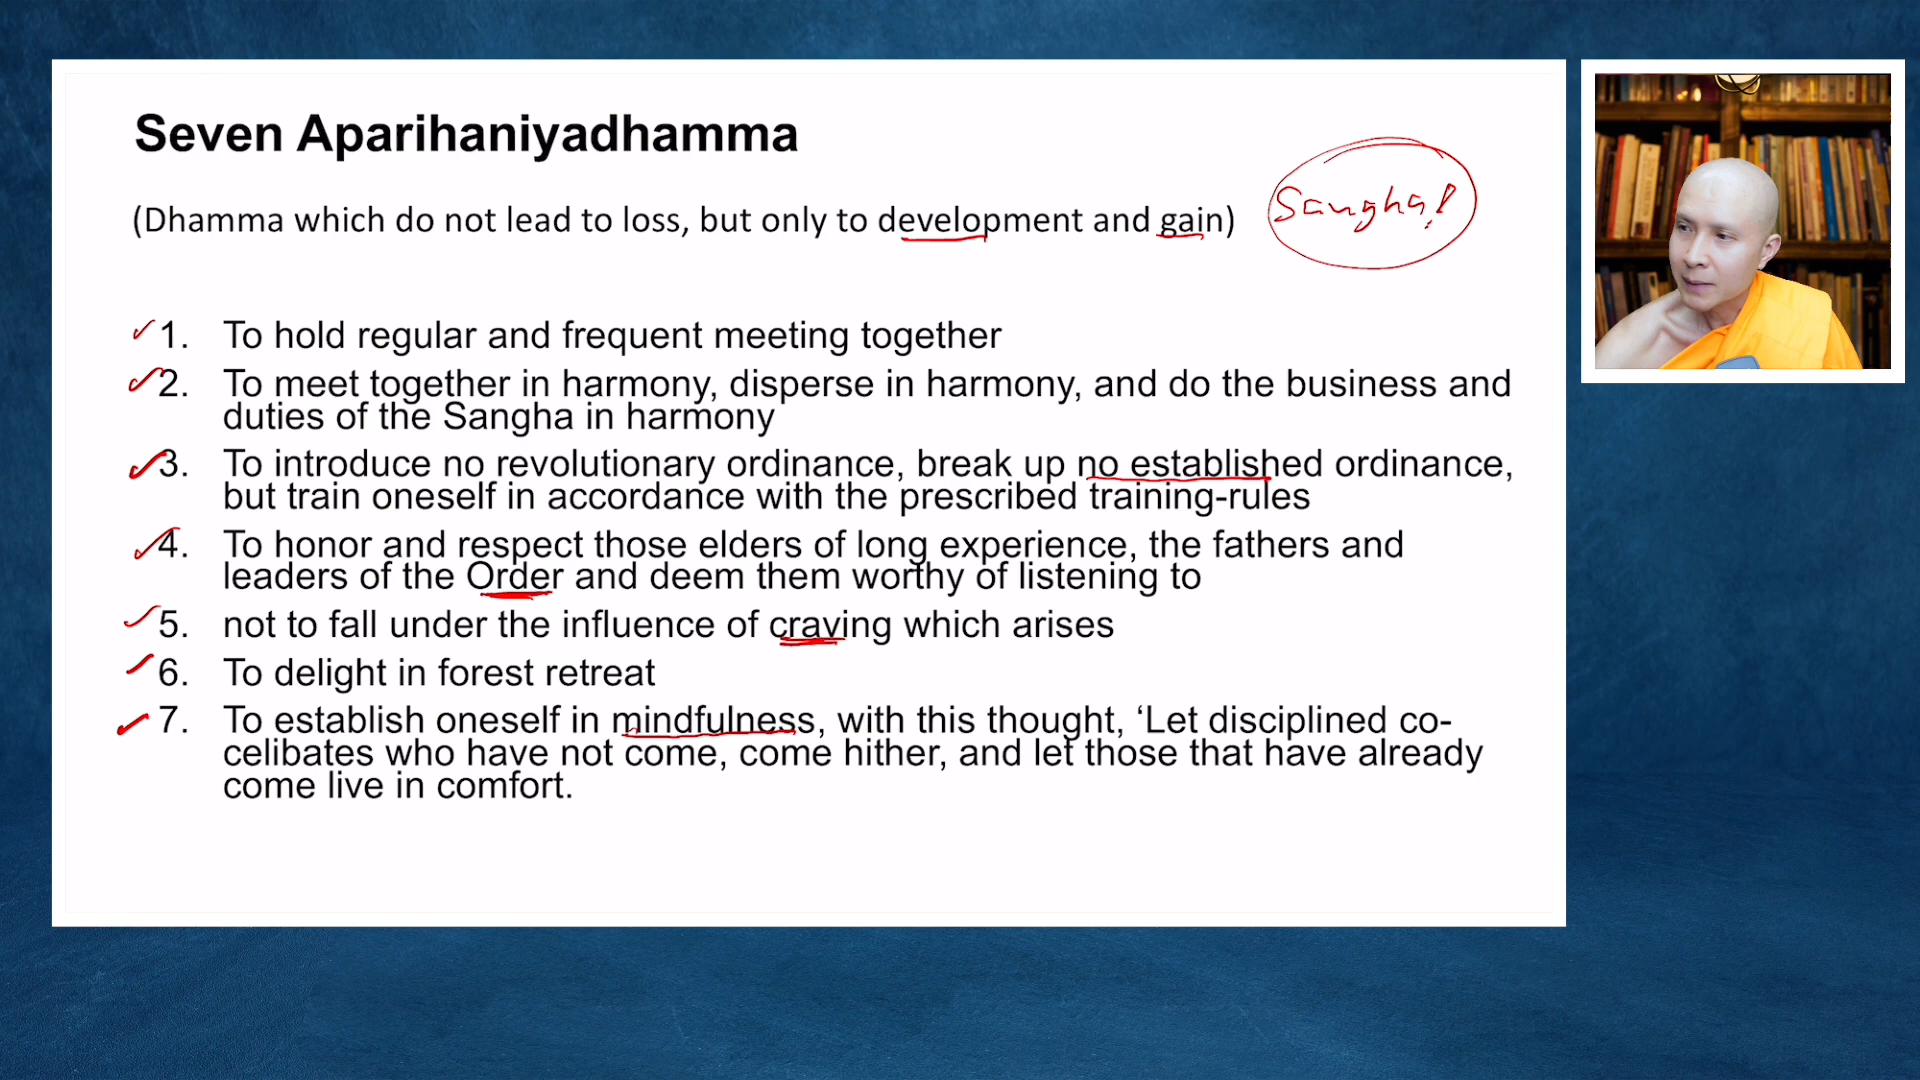 Seven Aparihaniyadhamma
(Dhamma which do not lead to loss, but only to development and gain)
Sangha!
1. To hold regular and frequent meeting together
2. To meet together in harmony, disperse in harmony, and do the business and
duties of the Sangha in harmony
3. To introduce no revolutionary ordinance, break up no established ordinance,
but train oneself in accordance with the prescribed training-rules
4. To honor and respect those elders of long experience, the fathers and
leaders of the Order and deem them worthy of listening to
5. not to fall under the influence of craving which arises
6. To delight in forest retreat
7. To establish oneself in mindfulness, with this thought, ‘Let disciplined co-
celibates who have not come, come hither, and let those that have already
come live in comfort.